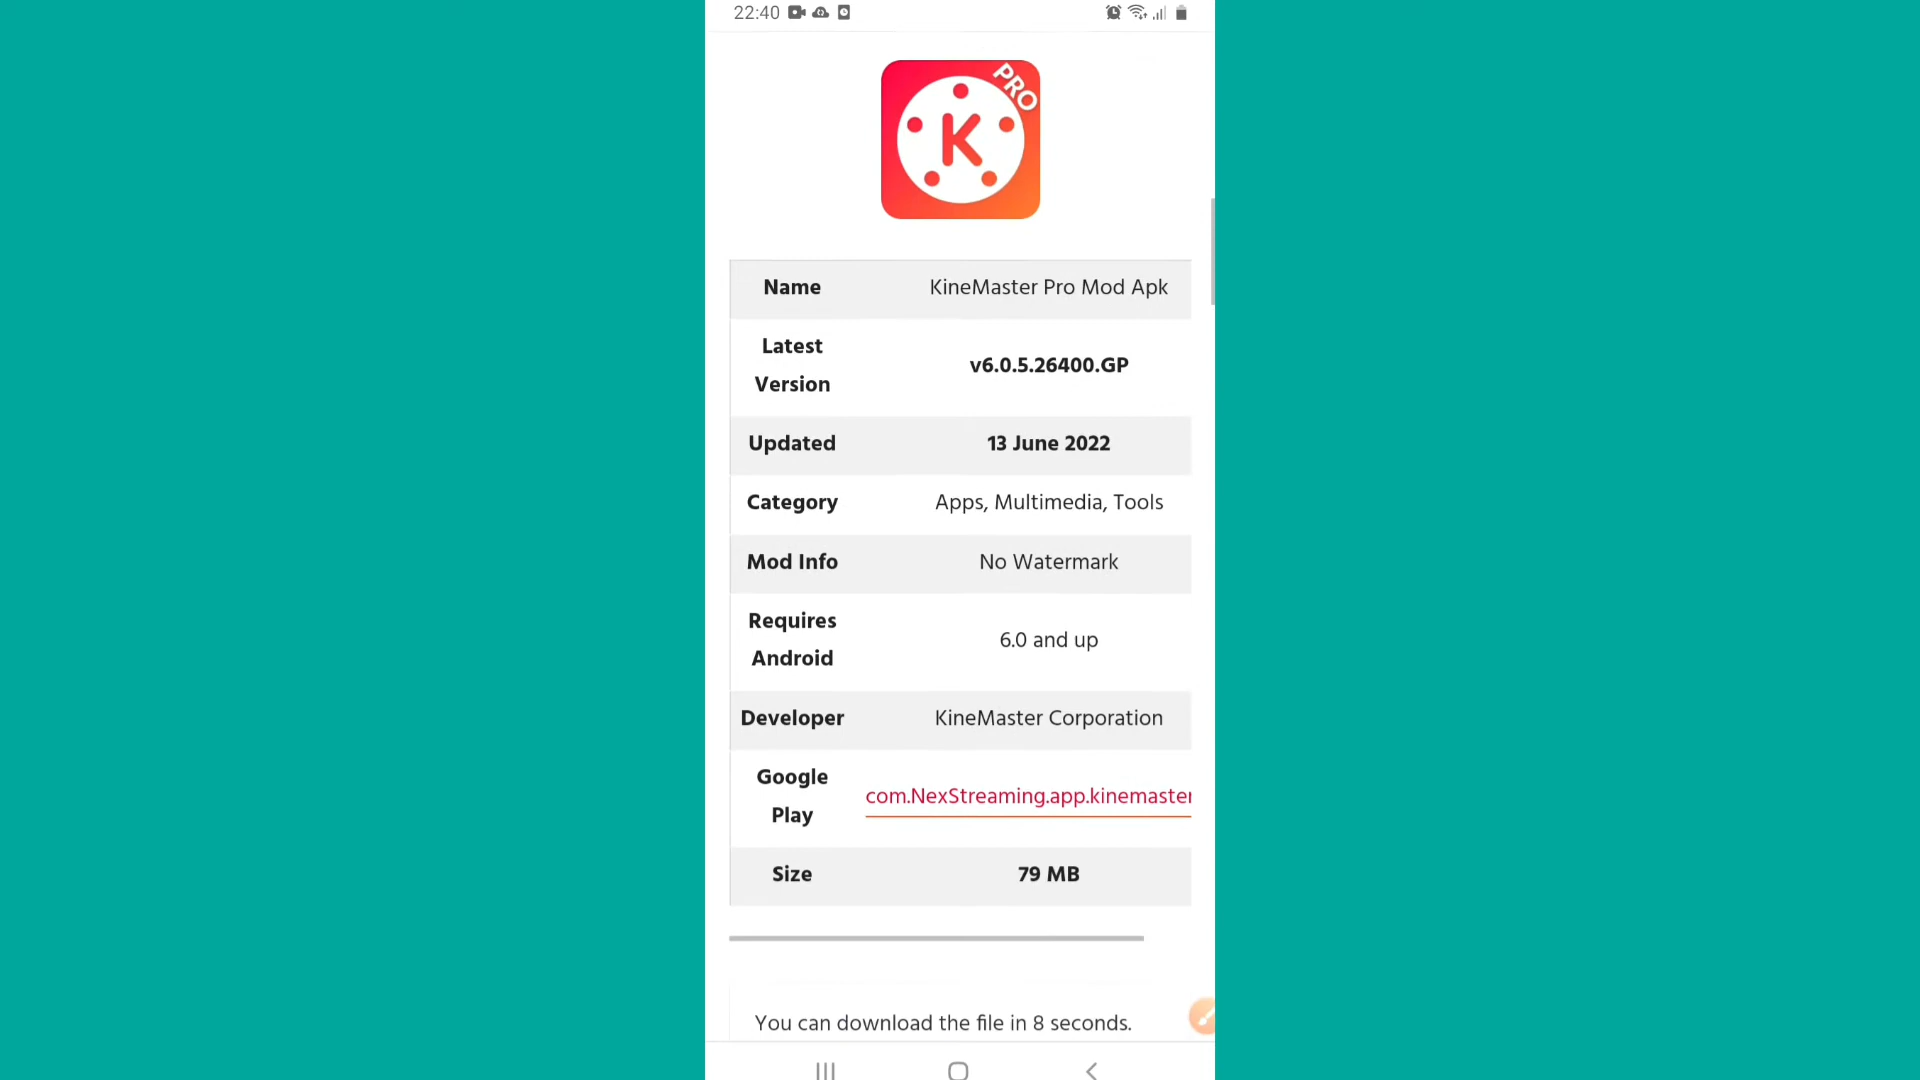 22:40
PRO
K
Name KineMaster Pro Mod Apk
Latest
Version
v6.0.5.26400.GP
Updated 13 June 2022
Category Apps, Multimedia, Tools
Mod Info No Watermark
Requires
Android
6.0 and up
Developer KineMaster Corporation
Google
Play
com.NexStreaming.app.kinemaster
Size 79 MB
You can download the file in 8 seconds.